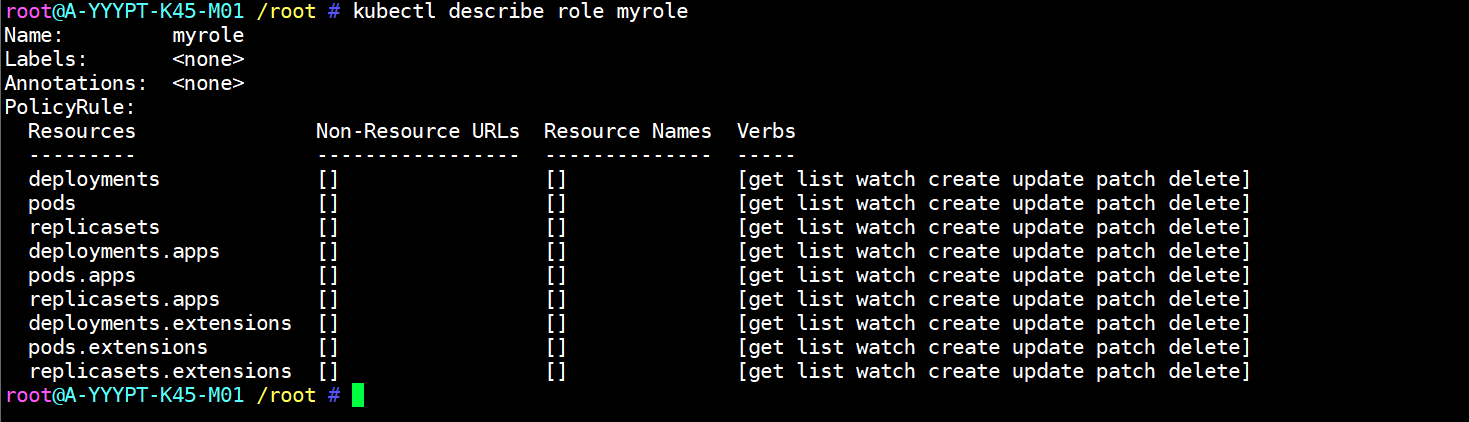 root@A-YYYPT-K45-M01 /root # kubectl describe role myrole
Name:         myrole
Labels:       <none>
Annotations:  <none>
PolicyRule:
  Resources               Non-Resource URLs  Resource Names  Verbs
  ---------               -----------------  --------------  -----
  deployments             []                 []              [get list watch create update patch delete]
  pods                    []                 []              [get list watch create update patch delete]
  replicasets             []                 []              [get list watch create update patch delete]
  deployments.apps        []                 []              [get list watch create update patch delete]
  pods.apps               []                 []              [get list watch create update patch delete]
  replicasets.apps        []                 []              [get list watch create update patch delete]
  deployments.extensions  []                 []              [get list watch create update patch delete]
  pods.extensions         []                 []              [get list watch create update patch delete]
  replicasets.extensions  []                 []              [get list watch create update patch delete]
root@A-YYYPT-K45-M01 /root #